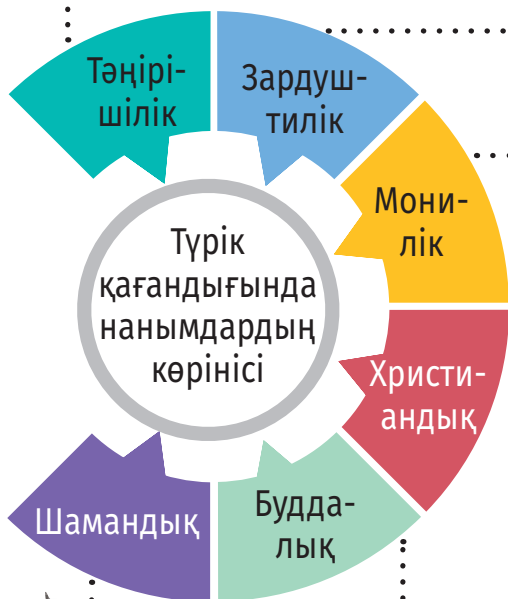 Тәңірі-
шілік
Зардуш-
тилік
Мони-
лік
Түрік
қағандығында
нанымдардың
көрінісі
Христи-
андық
Будда-
лық
Шамандық